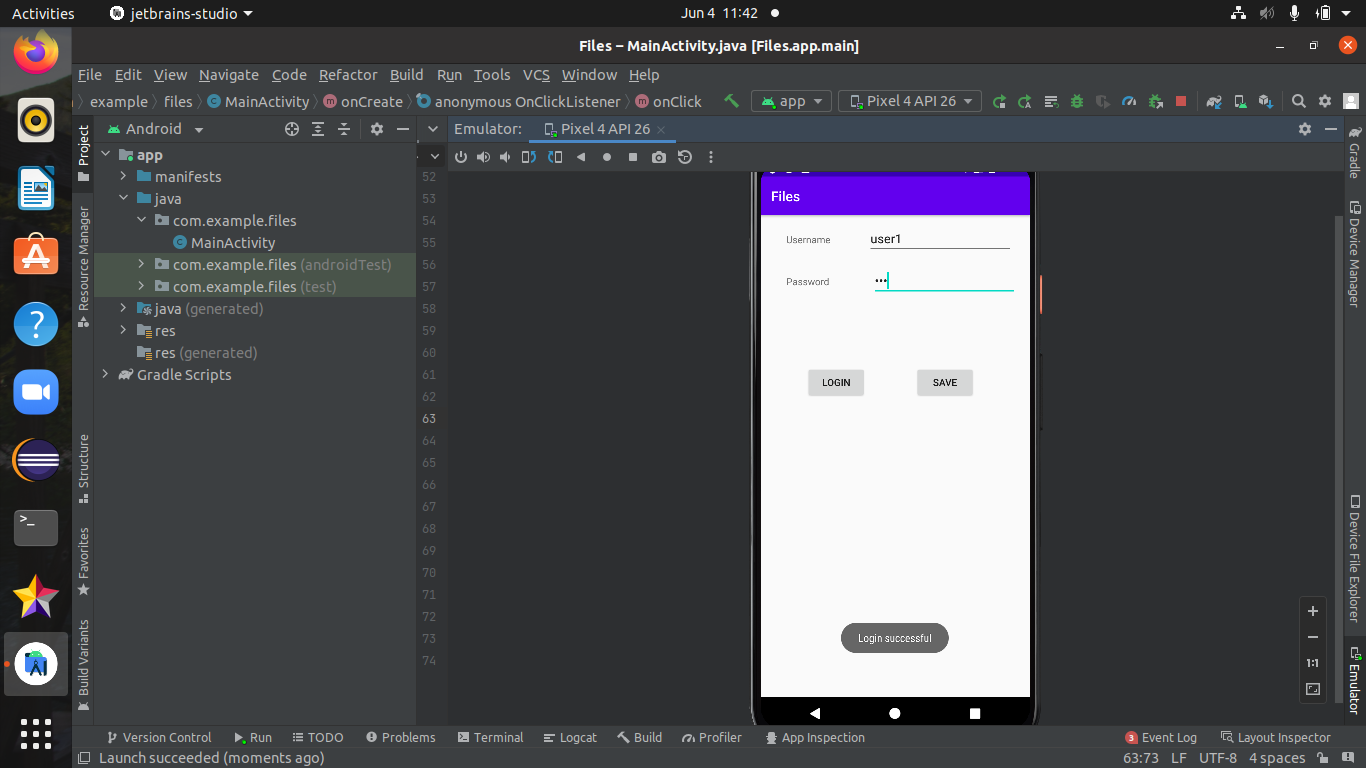 Activities jetbrains-studio Jun 4 11:42
Files – MainActivity.java [Files.app.main]
File Edit View Navigate Code Refactor Build Run Tools VCS Window Help
example files MainActivity onCreate anonymous OnClickListener onClick app Pixel 4 API 26
Project
Resource Manager
Structure
Favorites
Build Variants
Android
app
manifests
java
com.example.files
MainActivity
com.example.files (androidTest)
com.example.files (test)
java (generated)
res
res (generated)
Gradle Scripts
52
53
54
55
56
57
58
59
60
61
62
63
64
65
66
67
68
69
70
71
72
73
74
Emulator: Pixel 4 API 26
Files
Username user1
Password •••
LOGIN SAVE
Login successful
1:1
Gradle
Device Manager
Device File Explorer
Emulator
Version Control Run TODO Problems Terminal Logcat Build Profiler App Inspection 3 Event Log Layout Inspector
Launch succeeded (moments ago) 63:73 LF UTF-8 4 spaces